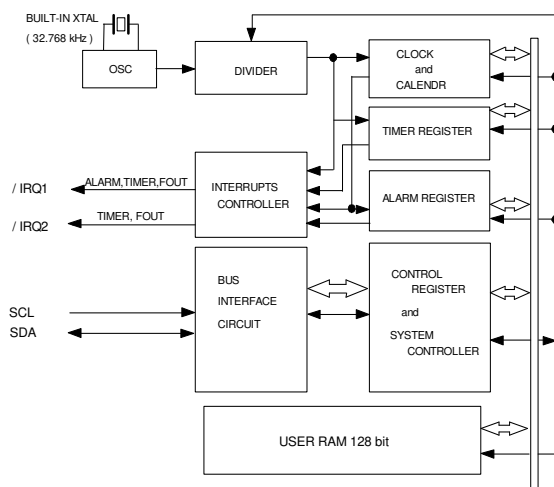 BUILT-IN XTAL
( 32.768 kHz )
OSC
DIVIDER
CLOCK
and
CALENDR
TIMER REGISTER
/ IRQ1
ALARM,TIMER,FOUT
INTERRUPTS
CONTROLLER
ALARM REGISTER
/ IRQ2
TIMER, FOUT
BUS
INTERFACE
CIRCUIT
CONTROL
REGISTER
and
SYSTEM
CONTROLLER
SCL
SDA
USER RAM 128 bit